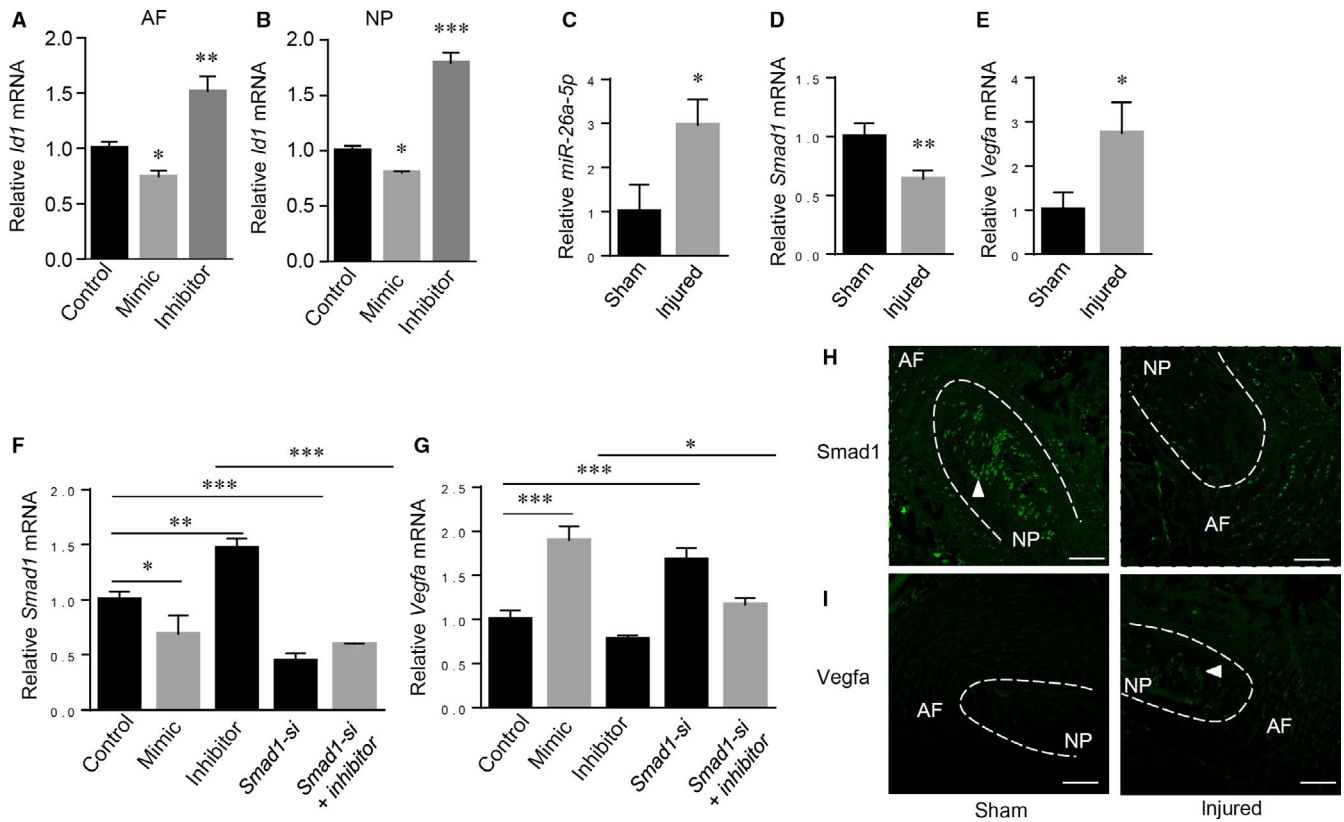 A
AF
Relative Id1 mRNA
2.0
1.5
1.0
0.5
0.0
*
**
Control
Mimic
Inhibitor
B
NP
Relative Id1 mRNA
2.0
1.5
1.0
0.5
0.0
*
***
Control
Mimic
Inhibitor
C
Relative miR-26a-5p
4
3
2
1
0
*
Sham
Injured
D
Relative Smad1 mRNA
1.5
1.0
0.5
0.0
**
Sham
Injured
E
Relative Vegfa mRNA
4
3
2
1
0
*
Sham
Injured
F
Relative Smad1 mRNA
2.0
1.5
1.0
0.5
0.0
***
***
**
*
Control
Mimic
Inhibitor
Smad1-si
Smad1-si
+ inhibitor
G
Relative Vegfa mRNA
2.5
2.0
1.5
1.0
0.5
0.0
*
***
***
Control
Mimic
Inhibitor
Smad1-si
Smad1-si
+ inhibitor
H
Smad1
AF
NP
NP
AF
I
Vegfa
AF
NP
NP
AF
Sham
Injured